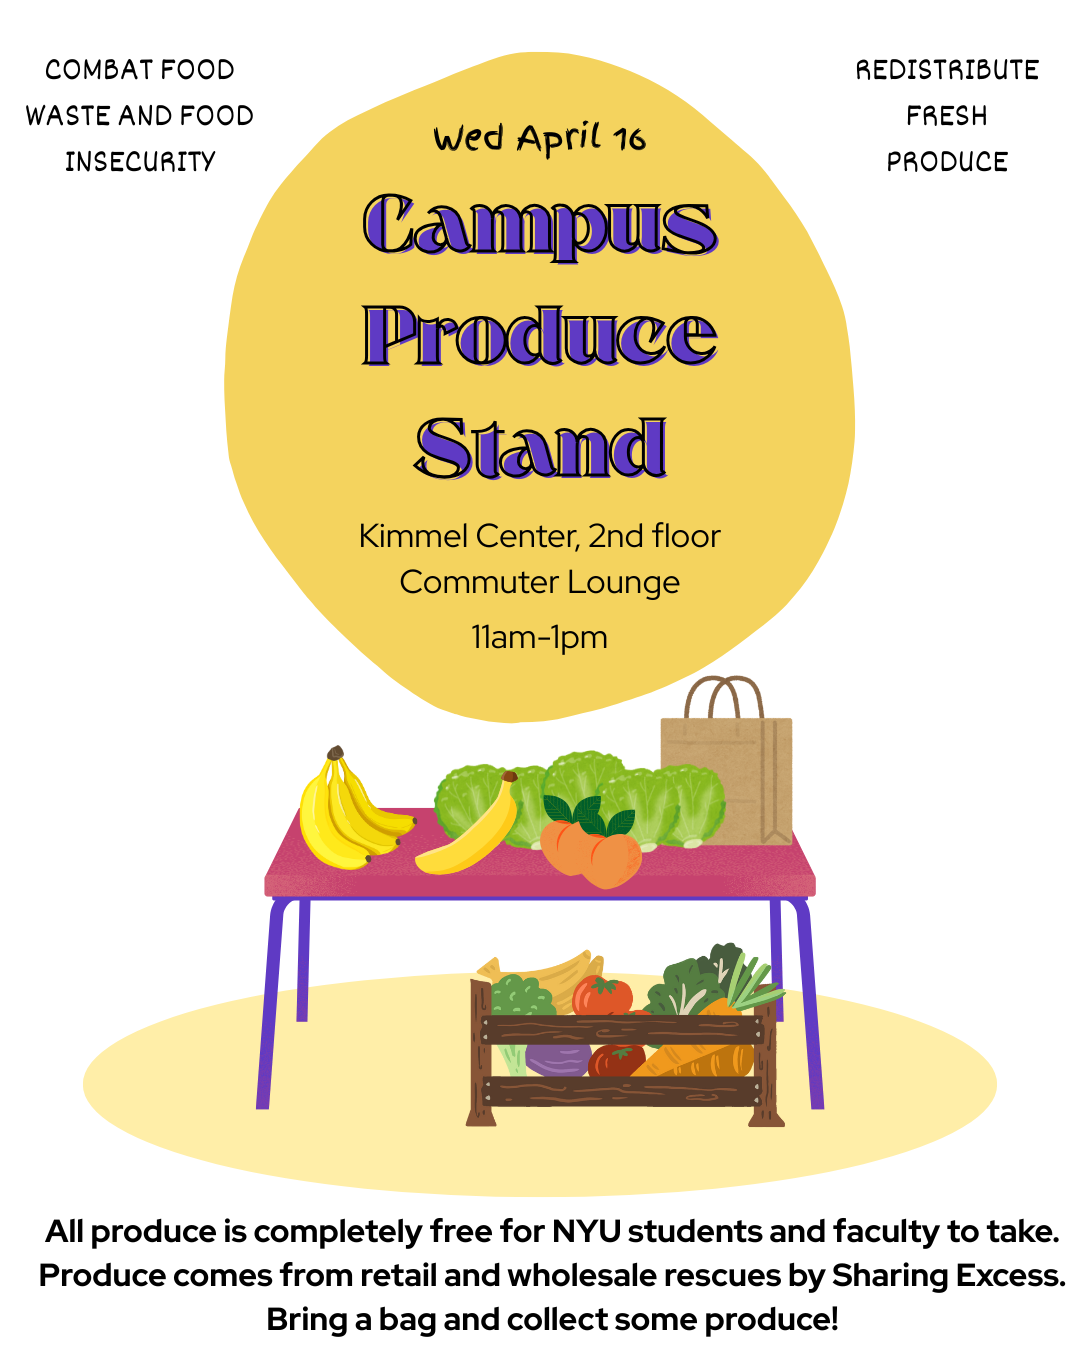 COMBAT FOOD
WASTE AND FOOD
INSECURITY
REDISTRIBUTE
FRESH
PRODUCE
Wed April 16
Campus
Produce
Stand
Kimmel Center, 2nd floor
Commuter Lounge
11am-1pm
All produce is completely free for NYU students and faculty to take.
Produce comes from retail and wholesale rescues by Sharing Excess.
Bring a bag and collect some produce!